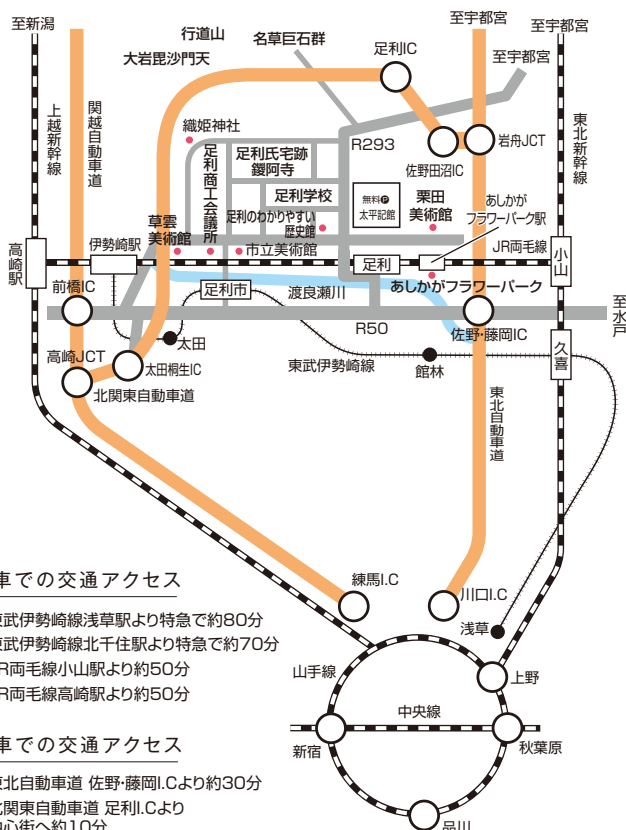 至新潟
行道山
名草巨石群
足利IC
至宇都宮
至宇都宮
大岩毘沙門天
至宇都宮
上越新幹線
関越自動車道
織姫神社
R293
岩舟JCT
東北新幹線
足利商工会議所
足利氏宅跡
鑁阿寺
佐野田沼IC
足利学校
無料P
太平記館
栗田
美術館
あしかが
フラワーパーク駅
草雲
美術館
足利のわかりやすい
歴史館
高崎駅
伊勢崎駅
市立美術館
JR両毛線
小山
足利
あしかがフラワーパーク
前橋IC
足利市
渡良瀬川
至水戸
R50
佐野・藤岡IC
太田
久喜
高崎JCT
太田桐生IC
東武伊勢崎線
館林
北関東自動車道
東北自動車道
車での交通アクセス
武伊勢崎線浅草駅より特急で約80分
武伊勢崎線北千住駅より特急で約70分
R両毛線小山駅より約50分
R両毛線高崎駅より約50分
練馬I.C
川口I.C
浅草
山手線
上野
中央線
新宿
秋葉原
品川
車での交通アクセス
北自動車道 佐野・藤岡I.Cより約30分
関東自動車道 足利I.Cより
心街へ約10分